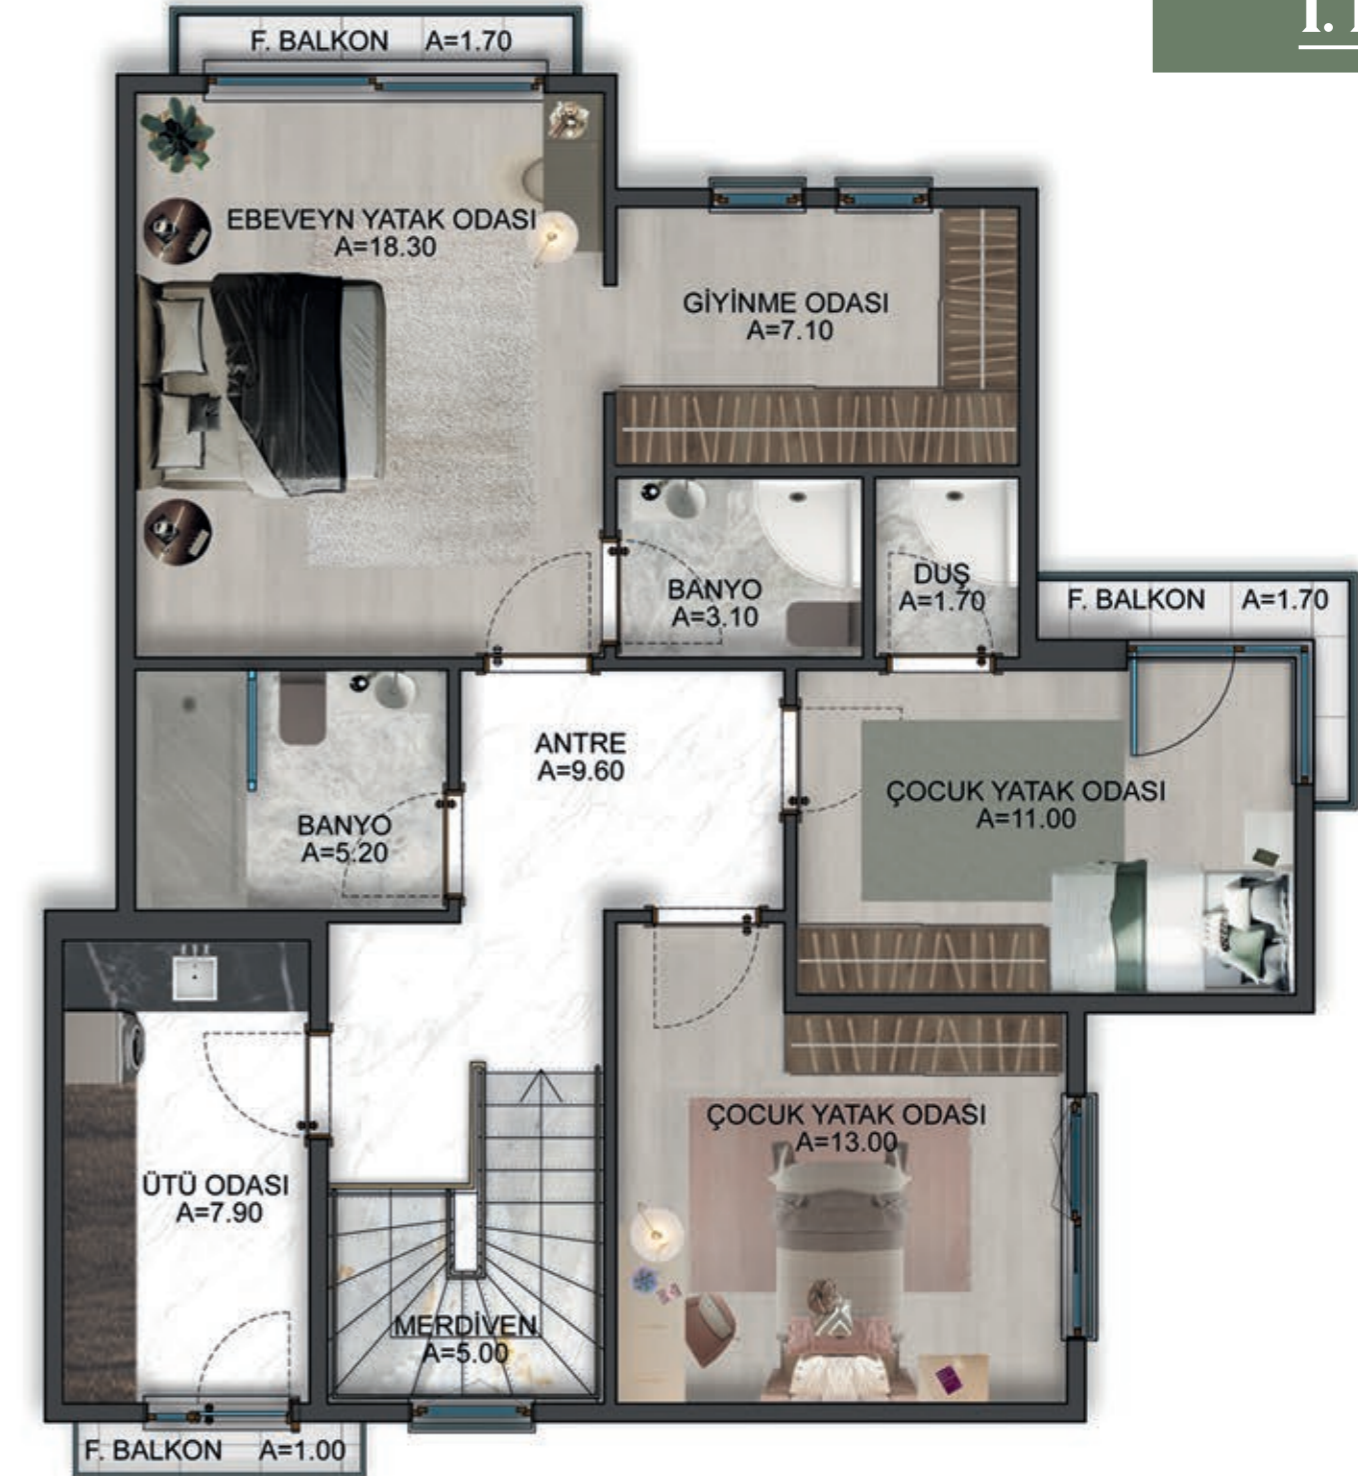 F. BALKON A=1.70
EBEVEYN YATAK ODASI
A=18.30
GİYİNME ODASI
A=7.10
BANYO
A=3.10
DUŞ
A=1.70
F. BALKON A=1.70
ANTRE
A=9.60
ÇOCUK YATAK ODASI
A=11.00
BANYO
A=5.20
ÇOCUK YATAK ODASI
A=13.00
ÜTÜ ODASI
A=7.90
MERDİVEN
A=5.00
F. BALKON A=1.00